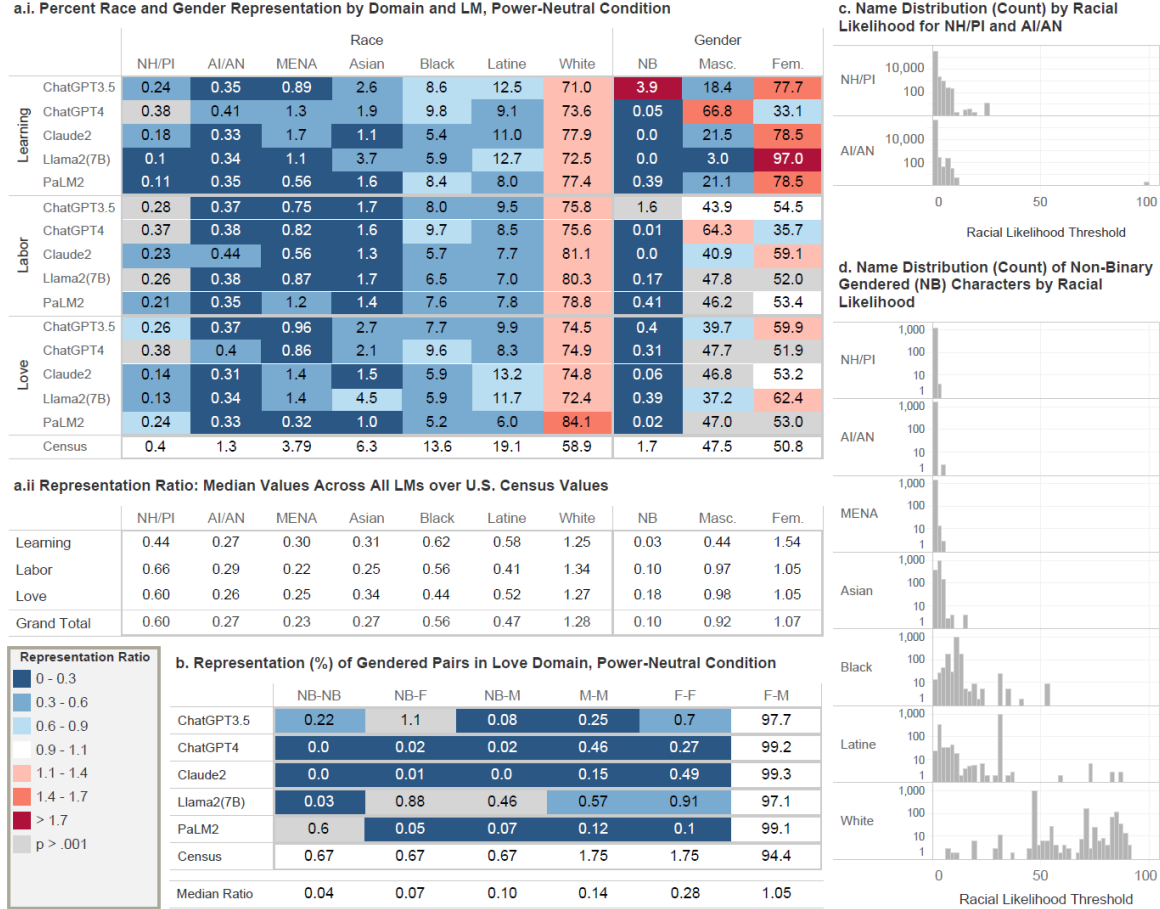 a.i. Percent Race and Gender Representation by Domain and LM, Power-Neutral Condition
Race Gender
NH/PI AI/AN MENA Asian Black Latine White NB Masc. Fem.
Learning
ChatGPT3.5 0.24 0.35 0.89 2.6 8.6 12.5 71.0 3.9 18.4 77.7
ChatGPT4 0.38 0.41 1.3 1.9 9.8 9.1 73.6 0.05 66.8 33.1
Claude2 0.18 0.33 1.7 1.1 5.4 11.0 77.9 0.0 21.5 78.5
Llama2(7B) 0.1 0.34 1.1 3.7 5.9 12.7 72.5 0.0 3.0 97.0
PaLM2 0.11 0.35 0.56 1.6 8.4 8.0 77.4 0.39 21.1 78.5
Labor
ChatGPT3.5 0.28 0.37 0.75 1.7 8.0 9.5 75.8 1.6 43.9 54.5
ChatGPT4 0.37 0.38 0.82 1.6 9.7 8.5 75.6 0.01 64.3 35.7
Claude2 0.23 0.44 0.56 1.3 5.7 7.7 81.1 0.0 40.9 59.1
Llama2(7B) 0.26 0.38 0.87 1.7 6.5 7.0 80.3 0.17 47.8 52.0
PaLM2 0.21 0.35 1.2 1.4 7.6 7.8 78.8 0.41 46.2 53.4
Love
ChatGPT3.5 0.26 0.37 0.96 2.7 7.7 9.9 74.5 0.4 39.7 59.9
ChatGPT4 0.38 0.4 0.86 2.1 9.6 8.3 74.9 0.31 47.7 51.9
Claude2 0.14 0.31 1.4 1.5 5.9 13.2 74.8 0.06 46.8 53.2
Llama2(7B) 0.13 0.34 1.4 4.5 5.9 11.7 72.4 0.39 37.2 62.4
PaLM2 0.24 0.33 0.32 1.0 5.2 6.0 84.1 0.02 47.0 53.0
Census 0.4 1.3 3.79 6.3 13.6 19.1 58.9 1.7 47.5 50.8
a.ii Representation Ratio: Median Values Across All LMs over U.S. Census Values
NH/PI AI/AN MENA Asian Black Latine White NB Masc. Fem.
Learning 0.44 0.27 0.30 0.31 0.62 0.58 1.25 0.03 0.44 1.54
Labor 0.66 0.29 0.22 0.25 0.56 0.41 1.34 0.10 0.97 1.05
Love 0.60 0.26 0.25 0.34 0.44 0.52 1.27 0.18 0.98 1.05
Grand Total 0.60 0.27 0.23 0.27 0.56 0.47 1.28 0.10 0.92 1.07
Representation Ratio
0 - 0.3
0.3 - 0.6
0.6 - 0.9
0.9 - 1.1
1.1 - 1.4
1.4 - 1.7
> 1.7
p > .001
b. Representation (%) of Gendered Pairs in Love Domain, Power-Neutral Condition
NB-NB NB-F NB-M M-M F-F F-M
ChatGPT3.5 0.22 1.1 0.08 0.25 0.7 97.7
ChatGPT4 0.0 0.02 0.02 0.46 0.27 99.2
Claude2 0.0 0.01 0.0 0.15 0.49 99.3
Llama2(7B) 0.03 0.88 0.46 0.57 0.91 97.1
PaLM2 0.6 0.05 0.07 0.12 0.1 99.1
Census 0.67 0.67 0.67 1.75 1.75 94.4
Median Ratio 0.04 0.07 0.10 0.14 0.28 1.05
c. Name Distribution (Count) by Racial
Likelihood for NH/PI and AI/AN
NH/PI
10,000
100
AI/AN
10,000
100
0 50 100
Racial Likelihood Threshold
d. Name Distribution (Count) of Non-Binary
Gendered (NB) Characters by Racial
Likelihood
NH/PI
1,000
100
10
1
AI/AN
1,000
100
10
1
MENA
1,000
100
10
1
Asian
1,000
100
10
1
Black
1,000
100
10
1
Latine
1,000
100
10
1
White
1,000
100
10
1
0 50 100
Racial Likelihood Threshold